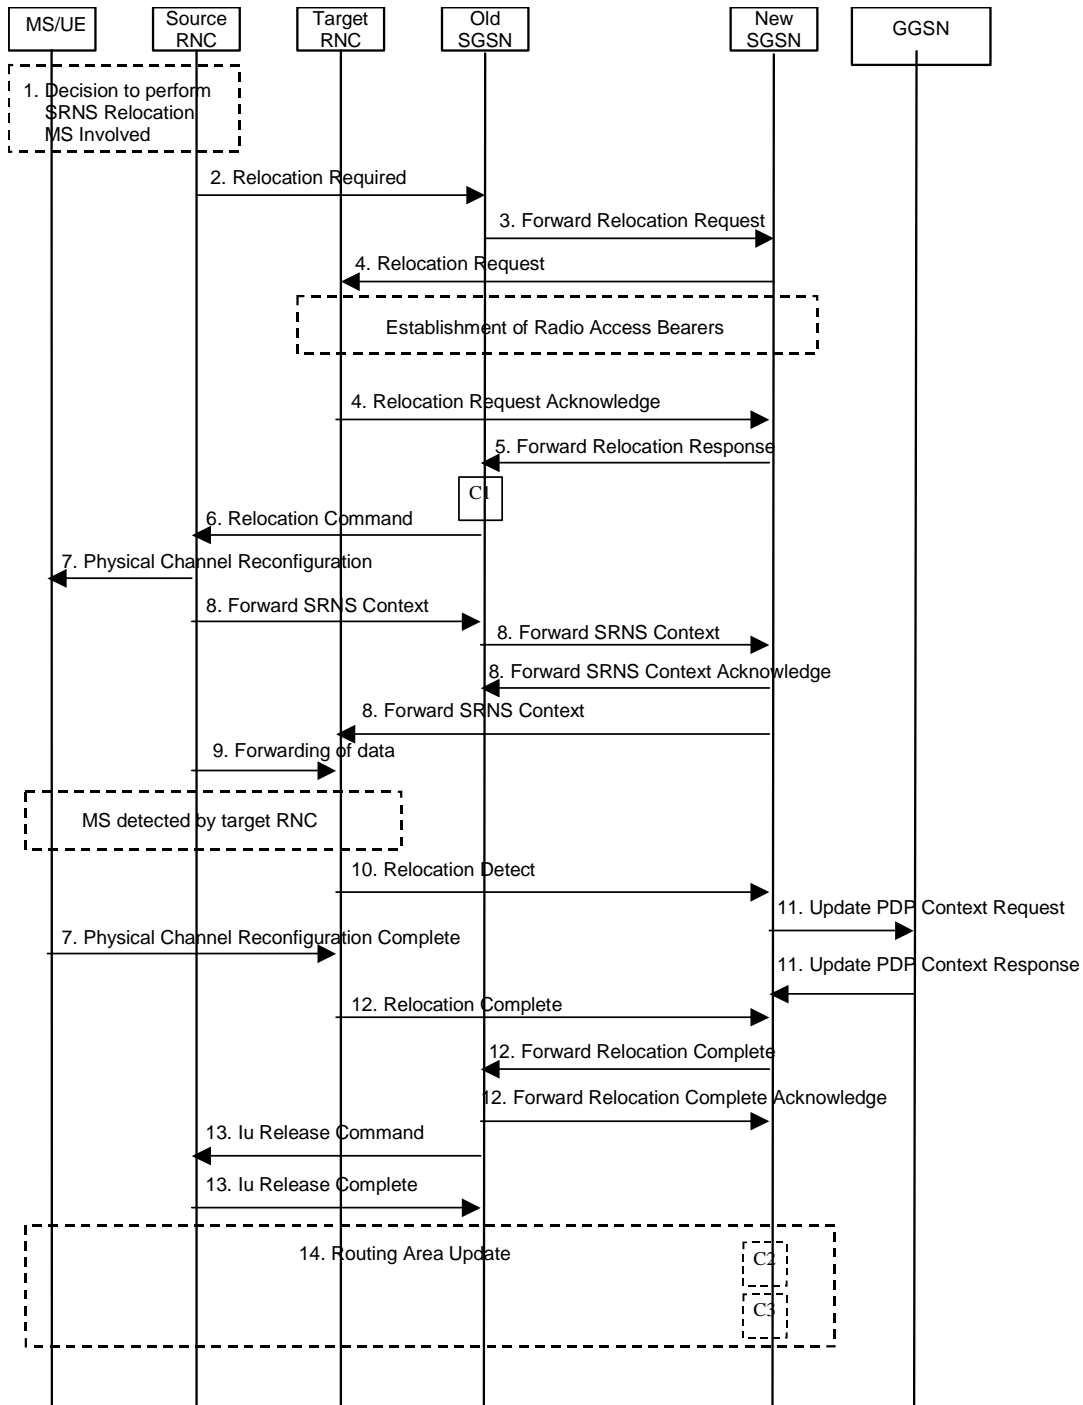 MS/UE
Source
RNC
Target
RNC
Old
SGSN
New
SGSN
GGSN
1. Decision to perform
SRNS Relocation
MS Involved
2. Relocation Required
3. Forward Relocation Request
4. Relocation Request
Establishment of Radio Access Bearers
4. Relocation Request Acknowledge
5. Forward Relocation Response
C1
6. Relocation Command
7. Physical Channel Reconfiguration
8. Forward SRNS Context
8. Forward SRNS Context
8. Forward SRNS Context Acknowledge
8. Forward SRNS Context
9. Forwarding of data
MS detected by target RNC
10. Relocation Detect
11. Update PDP Context Request
7. Physical Channel Reconfiguration Complete
11. Update PDP Context Response
12. Relocation Complete
12. Forward Relocation Complete
12. Forward Relocation Complete Acknowledge
13. Iu Release Command
13. Iu Release Complete
14. Routing Area Update
C2
C3